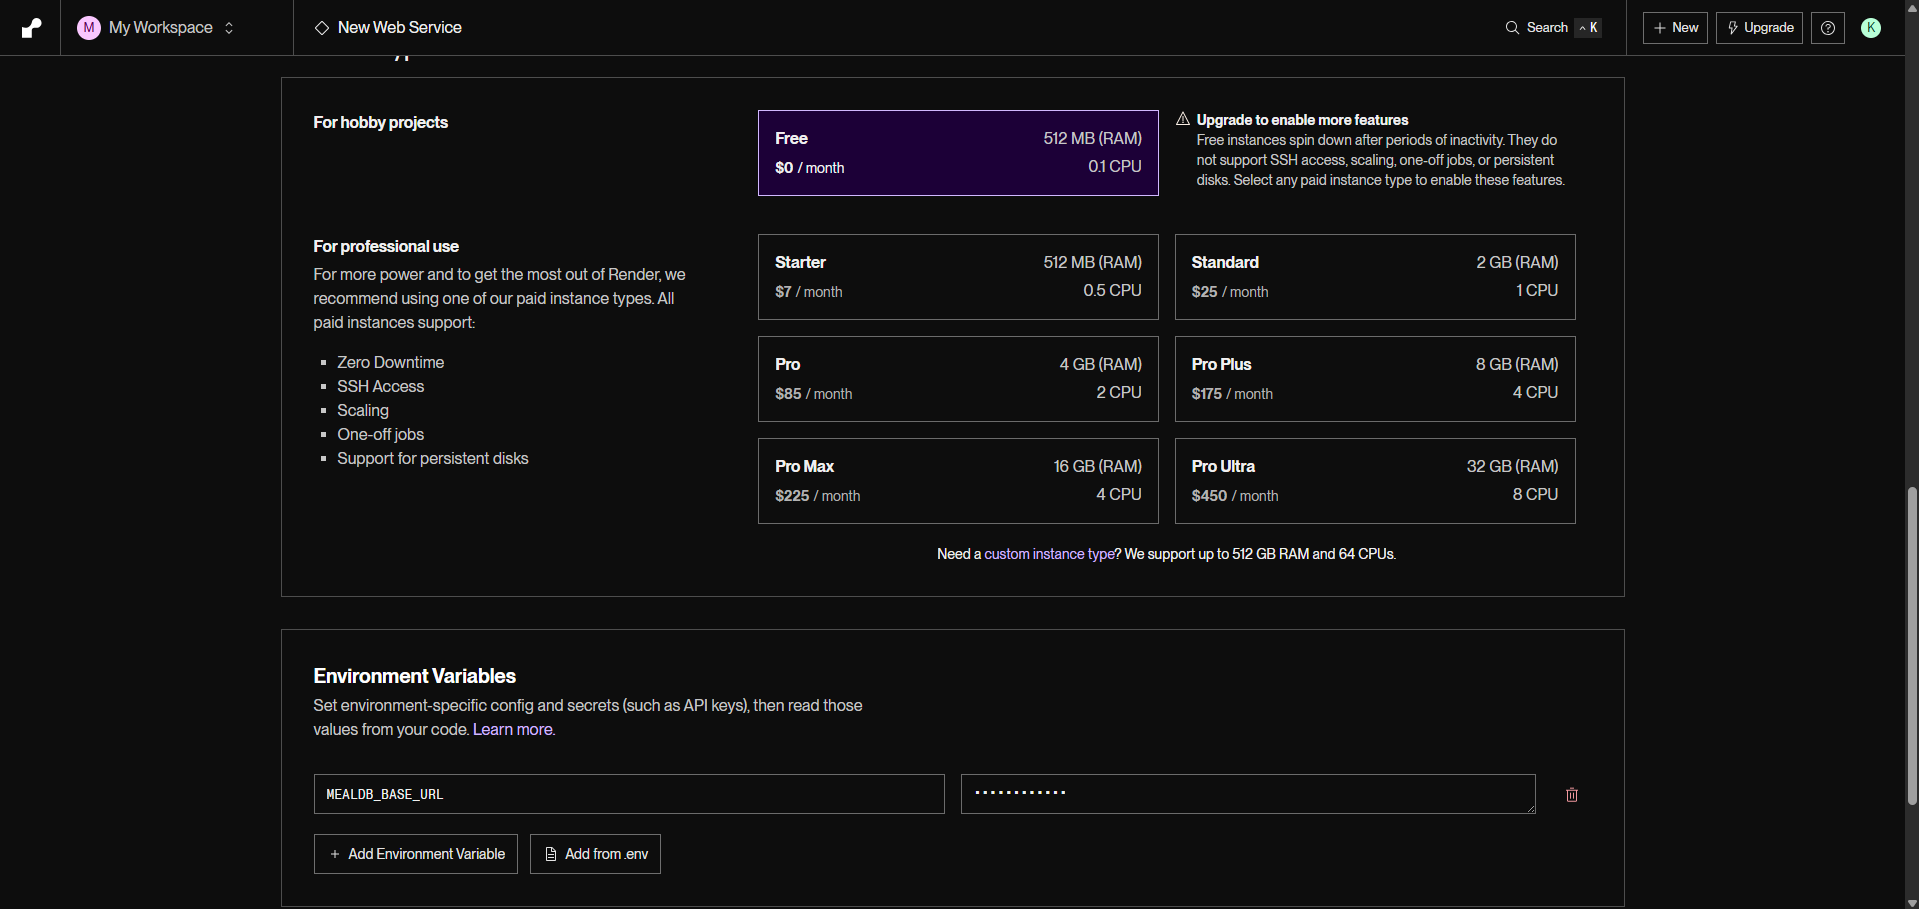 M My Workspace
New Web Service
Search ^ K
+ New
Upgrade
K
For hobby projects
Free 512 MB (RAM)
$0 / month 0.1 CPU
Upgrade to enable more features
Free instances spin down after periods of inactivity. They do
not support SSH access, scaling, one-off jobs, or persistent
disks. Select any paid instance type to enable these features.
For professional use
For more power and to get the most out of Render, we
recommend using one of our paid instance types. All
paid instances support:
Zero Downtime
SSH Access
Scaling
One-off jobs
Support for persistent disks
Starter 512 MB (RAM)
$7 / month 0.5 CPU
Standard 2 GB (RAM)
$25 / month 1 CPU
Pro 4 GB (RAM)
$85 / month 2 CPU
Pro Plus 8 GB (RAM)
$175 / month 4 CPU
Pro Max 16 GB (RAM)
$225 / month 4 CPU
Pro Ultra 32 GB (RAM)
$450 / month 8 CPU
Need a custom instance type? We support up to 512 GB RAM and 64 CPUs.
Environment Variables
Set environment-specific config and secrets (such as API keys), then read those
values from your code. Learn more.
MEALDB_BASE_URL
+ Add Environment Variable
Add from .env